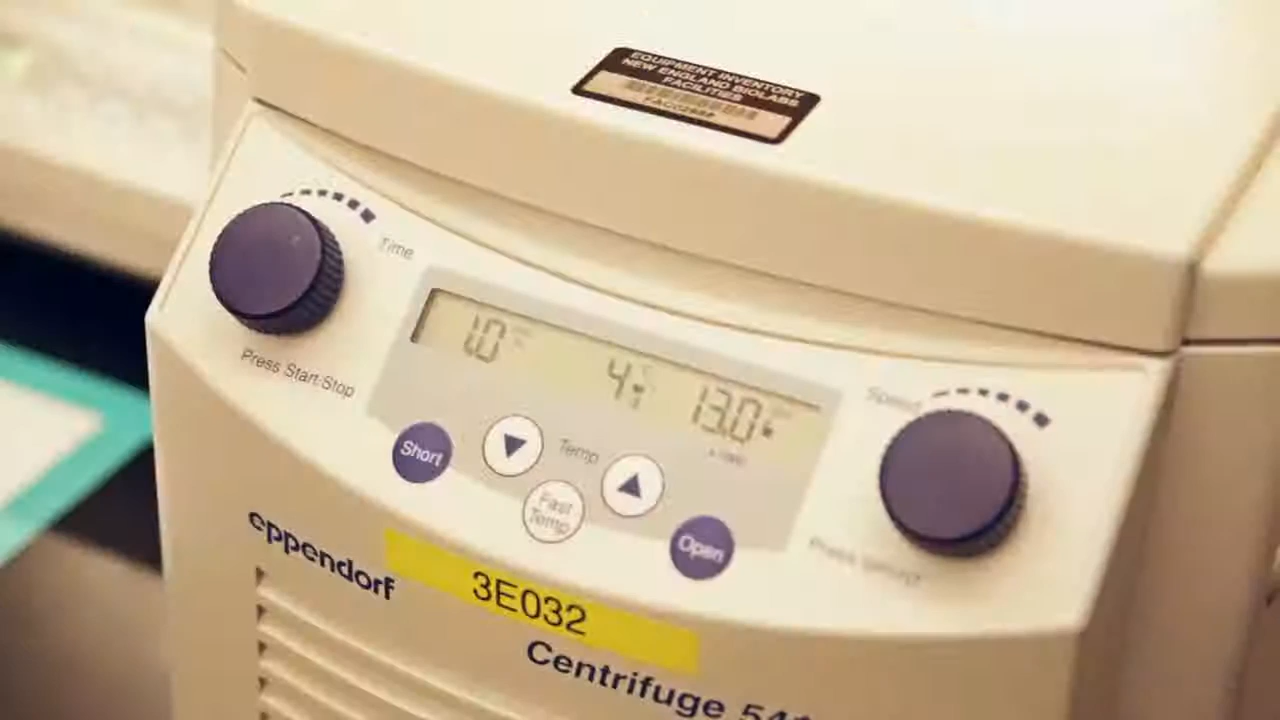 EQUIPMENT INVENTORY
NEW ENGLAND BIOLABS
FACILITIES
Time
Press Start/Stop
1.0
4
13.0
Speed
Short
Temp
Fast
Temp
Open
eppendorf
3E032
Centrifuge